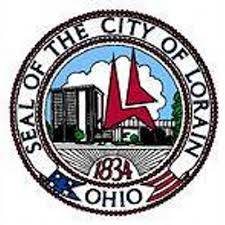 SEAL OF THE CITY OF LORAIN
1834
OHIO